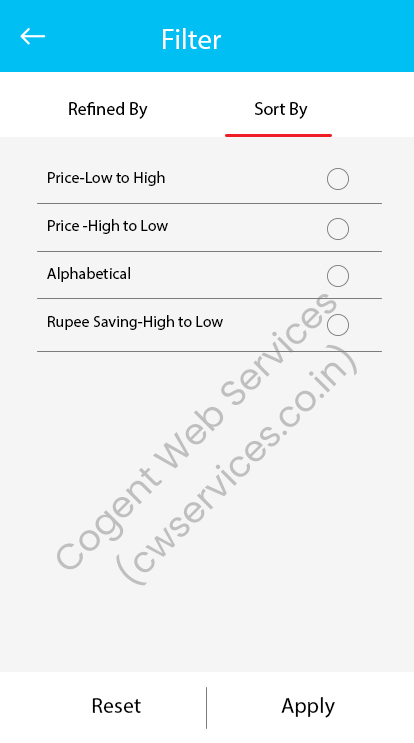 Filter
Refined By
Sort By
Price-Low to High
Price -High to Low
Alphabetical
Rupee Saving-High to Low
Cogent Web Services
(cwservices.co.in)
Reset
Apply